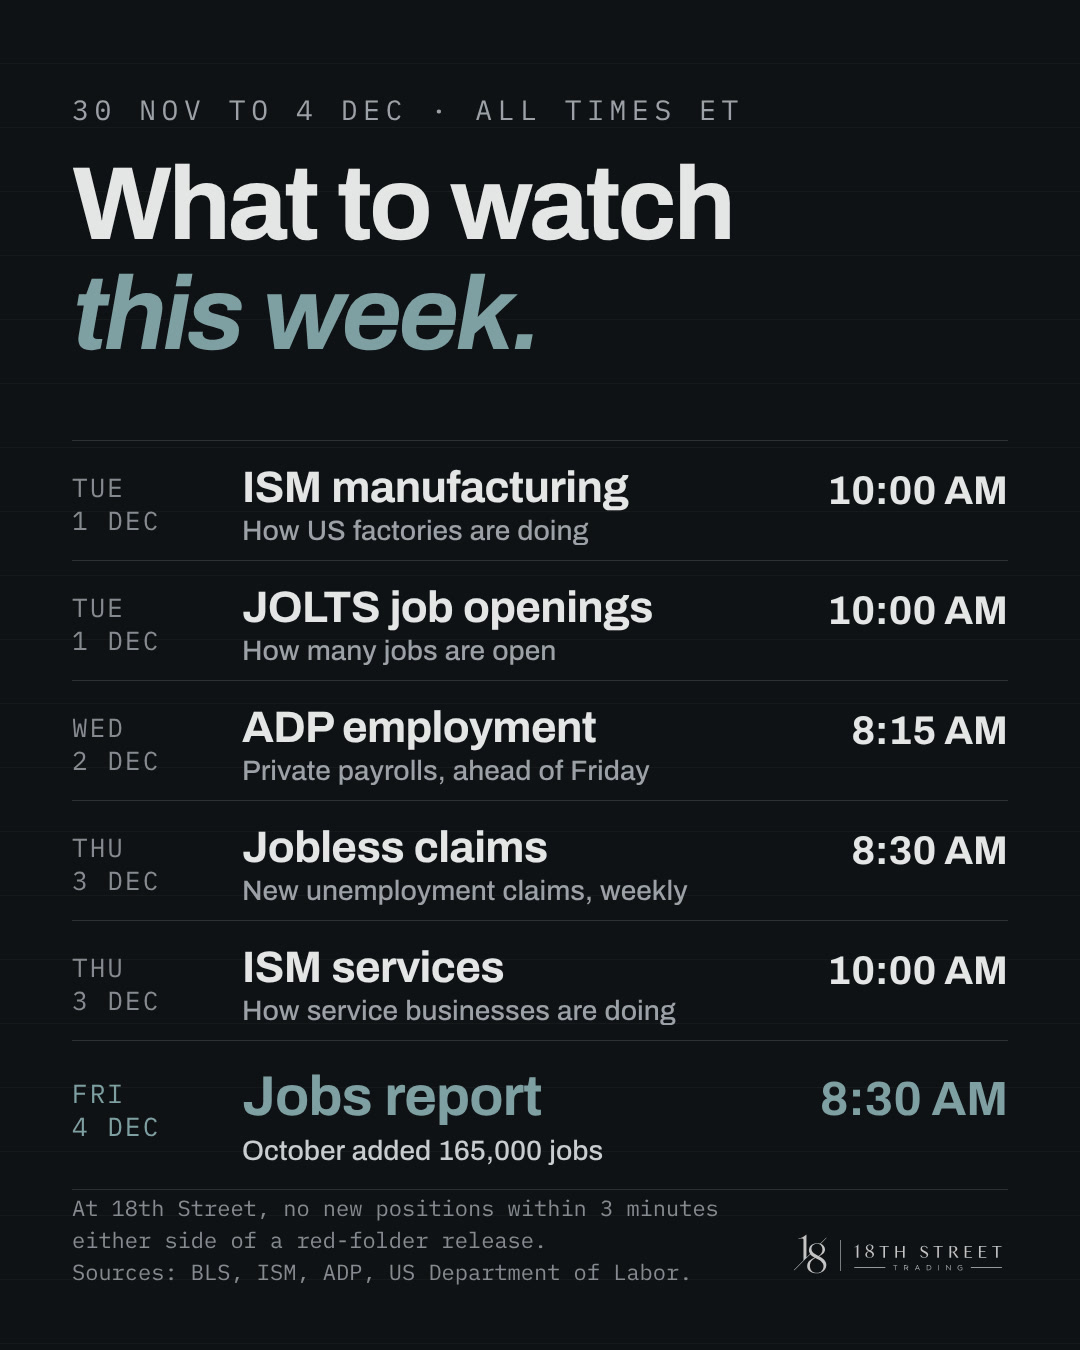 30 NOV TO 4 DEC · ALL TIMES ET
What to watch
this week.
TUE
1 DEC
ISM manufacturing
How US factories are doing
10:00 AM
TUE
1 DEC
JOLTS job openings
How many jobs are open
10:00 AM
WED
2 DEC
ADP employment
Private payrolls, ahead of Friday
8:15 AM
THU
3 DEC
Jobless claims
New unemployment claims, weekly
8:30 AM
THU
3 DEC
ISM services
How service businesses are doing
10:00 AM
FRI
4 DEC
Jobs report
October added 165,000 jobs
8:30 AM
At 18th Street, no new positions within 3 minutes
either side of a red-folder release.
Sources: BLS, ISM, ADP, US Department of Labor.
18
18TH STREET
TRADING